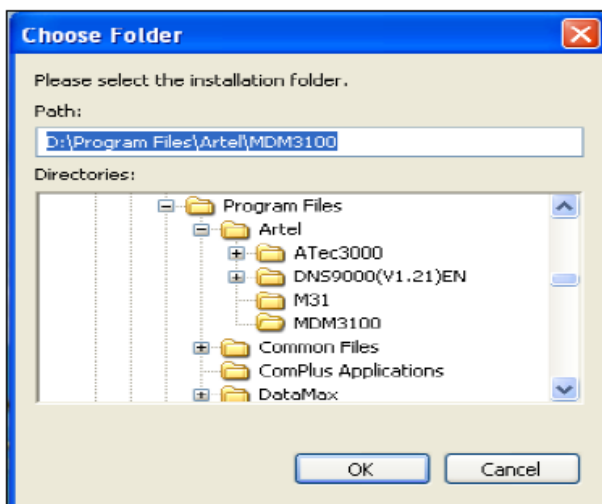 Choose Folder
Please select the installation folder.
Path:
D:\Program Files\Artel\MDM3100
Directories:
Program Files
Artel
ATec3000
DNS9000(V1.21)EN
M31
MDM3100
Common Files
ComPlus Applications
DataMax
OK
Cancel